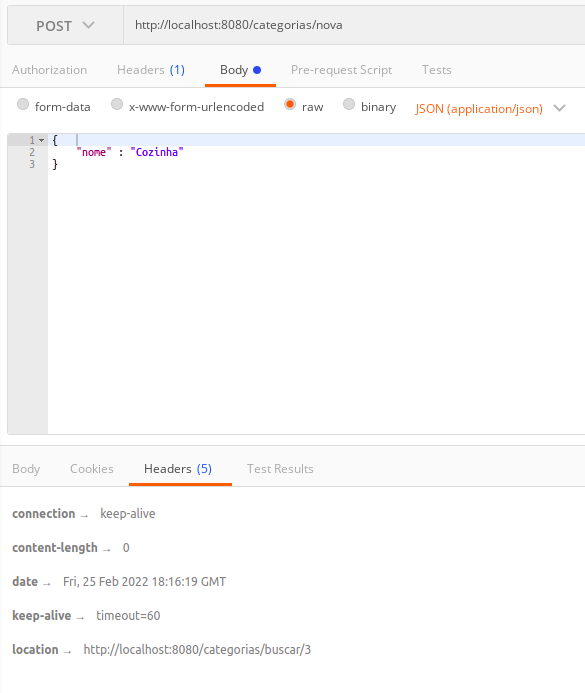 POST http://localhost:8080/categorias/nova
Authorization Headers (1) Body Pre-request Script Tests
form-data x-www-form-urlencoded raw binary JSON (application/json)
1 {
2 "nome" : "Cozinha"
3 }
Body Cookies Headers (5) Test Results
connection → keep-alive
content-length → 0
date → Fri, 25 Feb 2022 18:16:19 GMT
keep-alive → timeout=60
location → http://localhost:8080/categorias/buscar/3